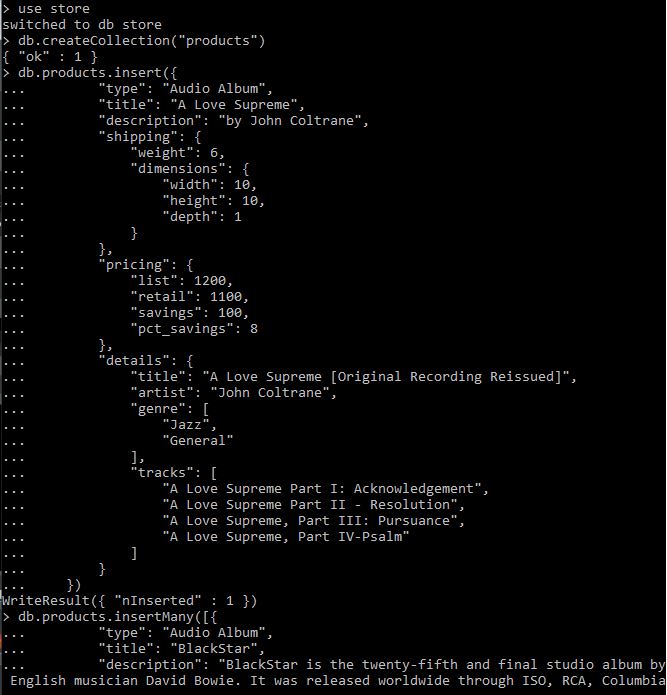 > use store
switched to db store
> db.createCollection("products")
{ "ok" : 1 }
> db.products.insert({
...         "type": "Audio Album",
...         "title": "A Love Supreme",
...         "description": "by John Coltrane",
...         "shipping": {
...             "weight": 6,
...             "dimensions": {
...                 "width": 10,
...                 "height": 10,
...                 "depth": 1
...             }
...         },
...         "pricing": {
...             "list": 1200,
...             "retail": 1100,
...             "savings": 100,
...             "pct_savings": 8
...         },
...         "details": {
...             "title": "A Love Supreme [Original Recording Reissued]",
...             "artist": "John Coltrane",
...             "genre": [
...                 "Jazz",
...                 "General"
...             ],
...             "tracks": [
...                 "A Love Supreme Part I: Acknowledgement",
...                 "A Love Supreme Part II - Resolution",
...                 "A Love Supreme, Part III: Pursuance",
...                 "A Love Supreme, Part IV-Psalm"
...             ]
...         }
...     })
WriteResult({ "nInserted" : 1 })
> db.products.insertMany([{
...         "type": "Audio Album",
...         "title": "BlackStar",
...         "description": "BlackStar is the twenty-fifth and final studio album by
 English musician David Bowie. It was released worldwide through ISO, RCA, Columbia